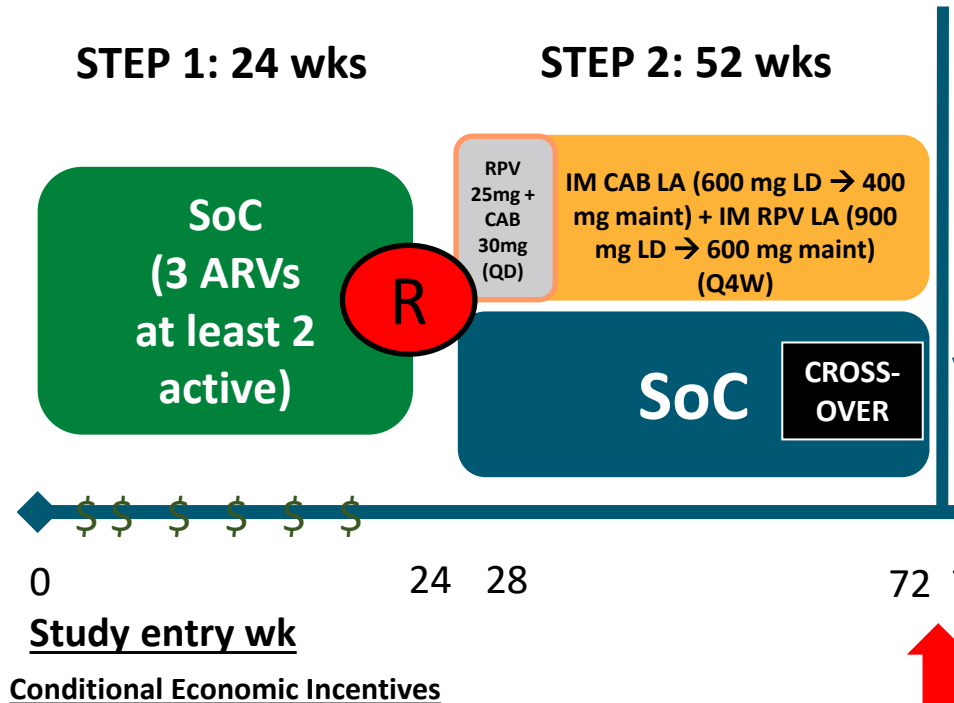 STEP 1: 24 wks
STEP 2: 52 wks
SoC
(3 ARVs
at least 2
active)
R
RPV
25mg +
CAB
30mg
(QD)
IM CAB LA (600 mg LD → 400
mg maint) + IM RPV LA (900
mg LD → 600 mg maint)
(Q4W)
SoC
CROSS-
OVER
$ $ $ $ $ $
0
24
28
72
Study entry wk
Conditional Economic Incentives